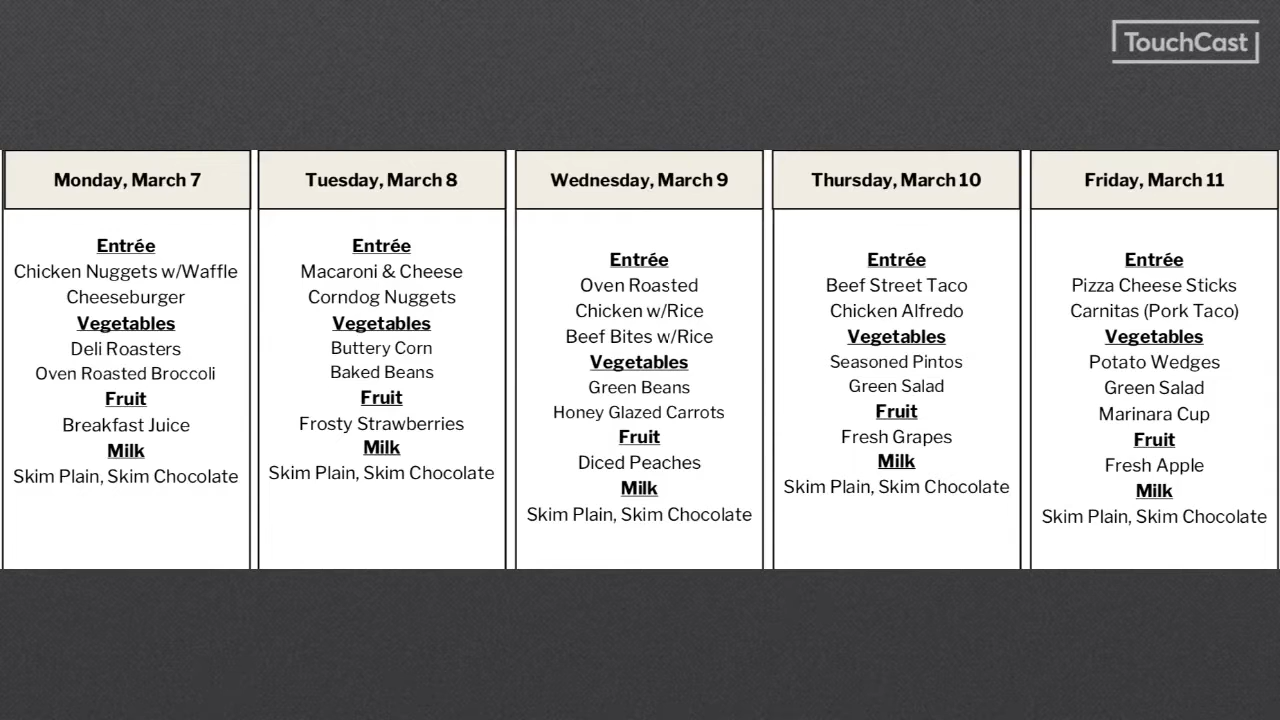 TouchCast
Monday, March 7
Entrée
Chicken Nuggets w/Waffle
Cheeseburger
Vegetables
Deli Roasters
Oven Roasted Broccoli
Fruit
Breakfast Juice
Milk
Skim Plain, Skim Chocolate
Tuesday, March 8
Entrée
Macaroni & Cheese
Corndog Nuggets
Vegetables
Buttery Corn
Baked Beans
Fruit
Frosty Strawberries
Milk
Skim Plain, Skim Chocolate
Wednesday, March 9
Entrée
Oven Roasted
Chicken w/Rice
Beef Bites w/Rice
Vegetables
Green Beans
Honey Glazed Carrots
Fruit
Diced Peaches
Milk
Skim Plain, Skim Chocolate
Thursday, March 10
Entrée
Beef Street Taco
Chicken Alfredo
Vegetables
Seasoned Pintos
Green Salad
Fruit
Fresh Grapes
Milk
Skim Plain, Skim Chocolate
Friday, March 11
Entrée
Pizza Cheese Sticks
Carnitas (Pork Taco)
Vegetables
Potato Wedges
Green Salad
Marinara Cup
Fruit
Fresh Apple
Milk
Skim Plain, Skim Chocolate